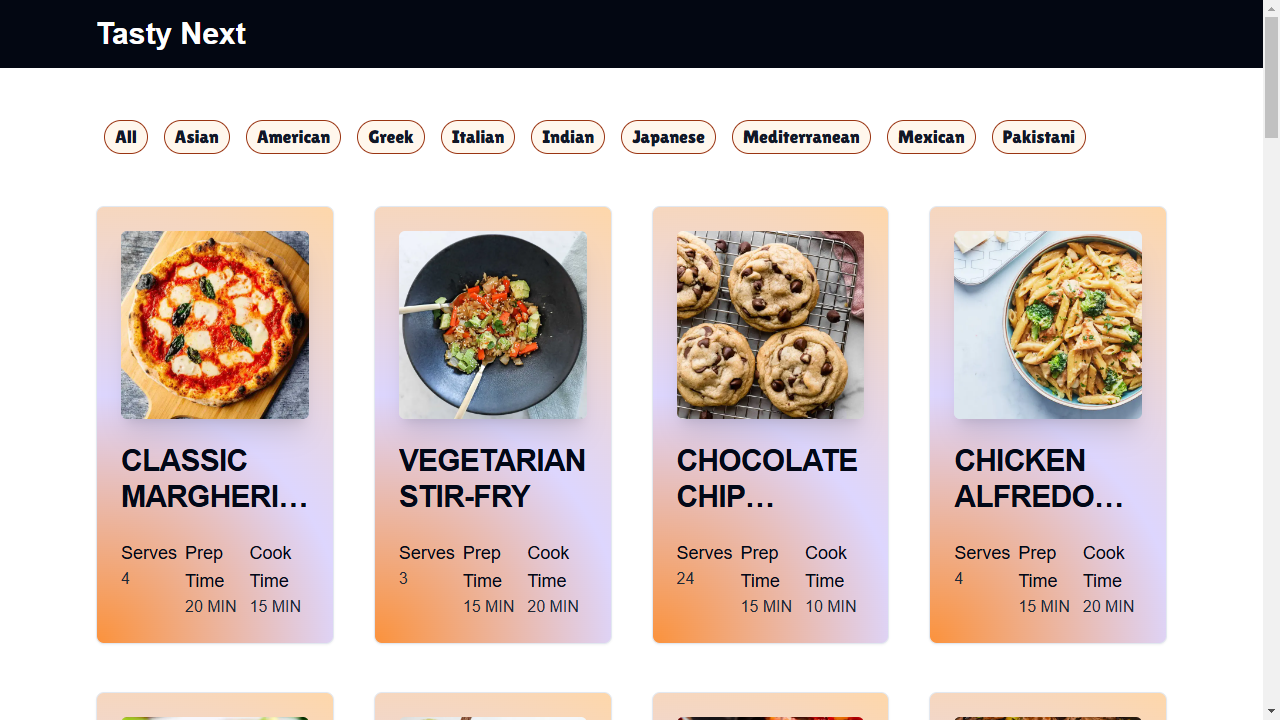 Tasty Next
All Asian American Greek Italian Indian Japanese Mediterranean Mexican Pakistani
CLASSIC
MARGHERI...
Serves Prep Time Cook Time
4 20 MIN 15 MIN
VEGETARIAN
STIR-FRY
Serves Prep Time Cook Time
3 15 MIN 20 MIN
CHOCOLATE
CHIP...
Serves Prep Time Cook Time
24 15 MIN 10 MIN
CHICKEN
ALFREDO...
Serves Prep Time Cook Time
4 15 MIN 20 MIN